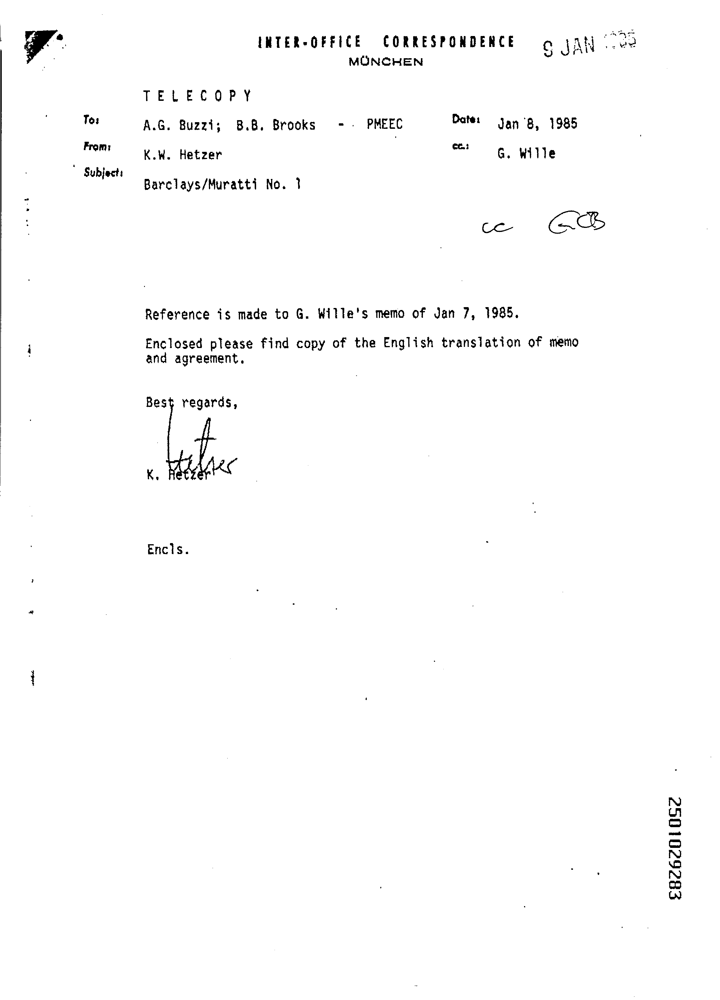 INTER-OFFICE CORRESPONDENCE
MÜNCHEN
9 JAN 1985
TELECOPY
To: A.G. Buzzi; B.B. Brooks - PMEEC Date: Jan 8, 1985
From: K.W. Hetzer cc.: G. Wille
Subject: Barclays/Muratti No. 1
cc GCB
Reference is made to G. Wille's memo of Jan 7, 1985.
Enclosed please find copy of the English translation of memo
and agreement.
Best regards,
K. Hetzer
Encls.
2501029283